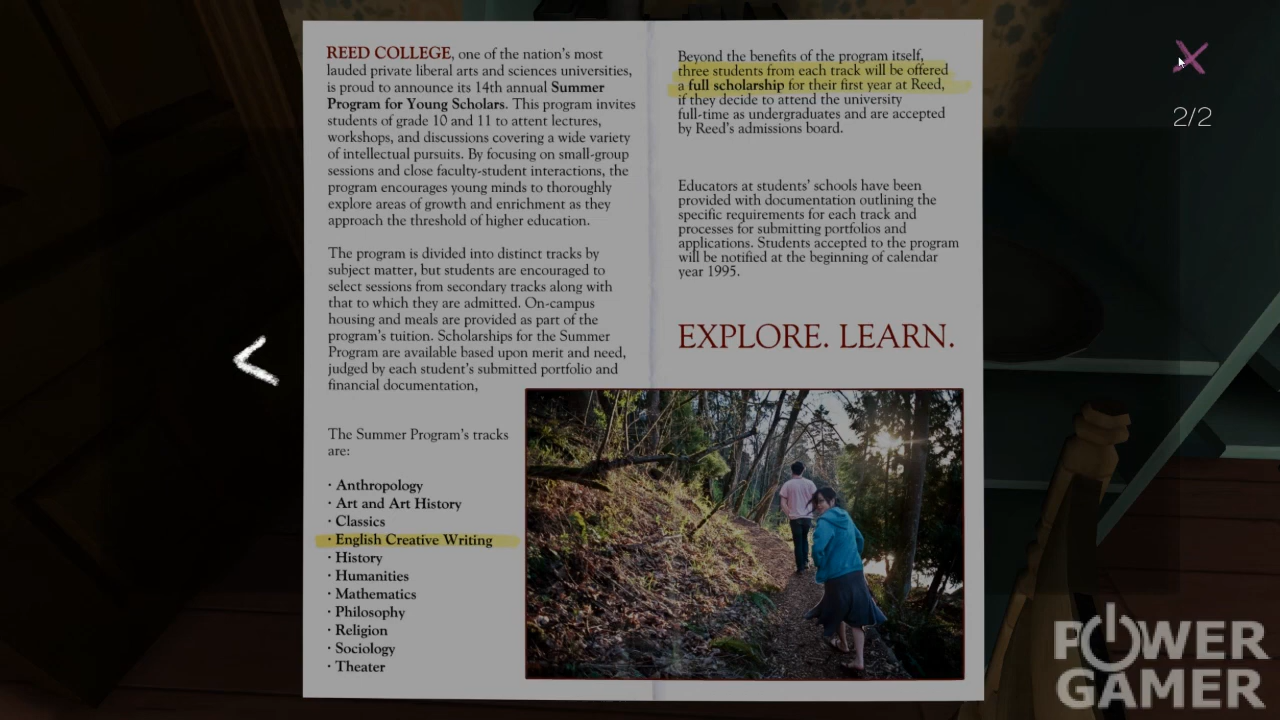 REED COLLEGE, one of the nation's most
lauded private liberal arts and sciences universities,
is proud to announce its 14th annual Summer
Program for Young Scholars. This program invites
students of grade 10 and 11 to attent lectures,
workshops, and discussions covering a wide variety
of intellectual pursuits. By focusing on small-group
sessions and close faculty-student interactions, the
program encourages young minds to thoroughly
explore areas of growth and enrichment as they
approach the threshold of higher education.
The program is divided into distinct tracks by
subject matter, but students are encouraged to
select sessions from secondary tracks along with
that to which they are admitted. On-campus
housing and meals are provided as part of the
program's tuition. Scholarships for the Summer
Program are available based upon merit and need,
judged by each student's submitted portfolio and
financial documentation,
The Summer Program's tracks
are:
· Anthropology
· Art and Art History
· Classics
· English Creative Writing
· History
· Humanities
· Mathematics
· Philosophy
· Religion
· Sociology
· Theater
Beyond the benefits of the program itself,
three students from each track will be offered
a full scholarship for their first year at Reed,
if they decide to attend the university
full-time as undergraduates and are accepted
by Reed's admissions board.
Educators at students' schools have been
provided with documentation outlining the
specific requirements for each track and
processes for submitting portfolios and
applications. Students accepted to the program
will be notified at the beginning of calendar
year 1995.
EXPLORE. LEARN.
2/2
POWER
GAMER